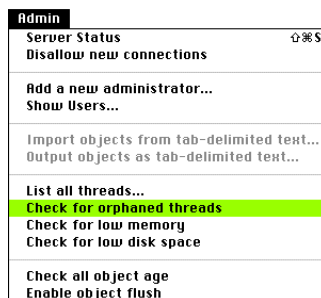 Admin
Server Status ⇧⌘S
Disallow new connections
Add a new administrator...
Show Users...
Import objects from tab-delimited text...
Output objects as tab-delimited text...
List all threads...
Check for orphaned threads
Check for low memory
Check for low disk space
Check all object age
Enable object flush